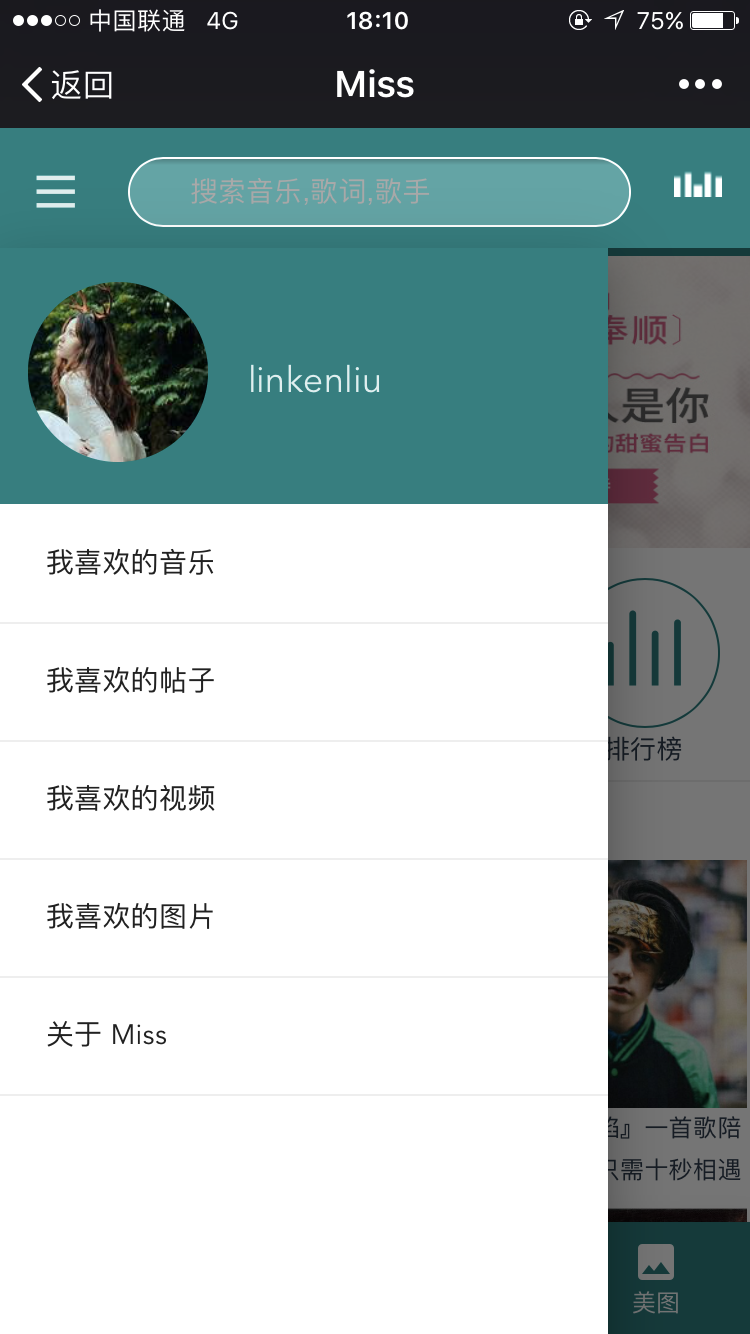 中国联通 4G 18:10 75%
返回 Miss
搜索音乐,歌词,歌手
linkenliu
奉顺〕
人是你
的甜蜜告白
我喜欢的音乐
我喜欢的帖子
排行榜
我喜欢的视频
我喜欢的图片
关于 Miss
』一首歌陪
只需十秒相遇
美图